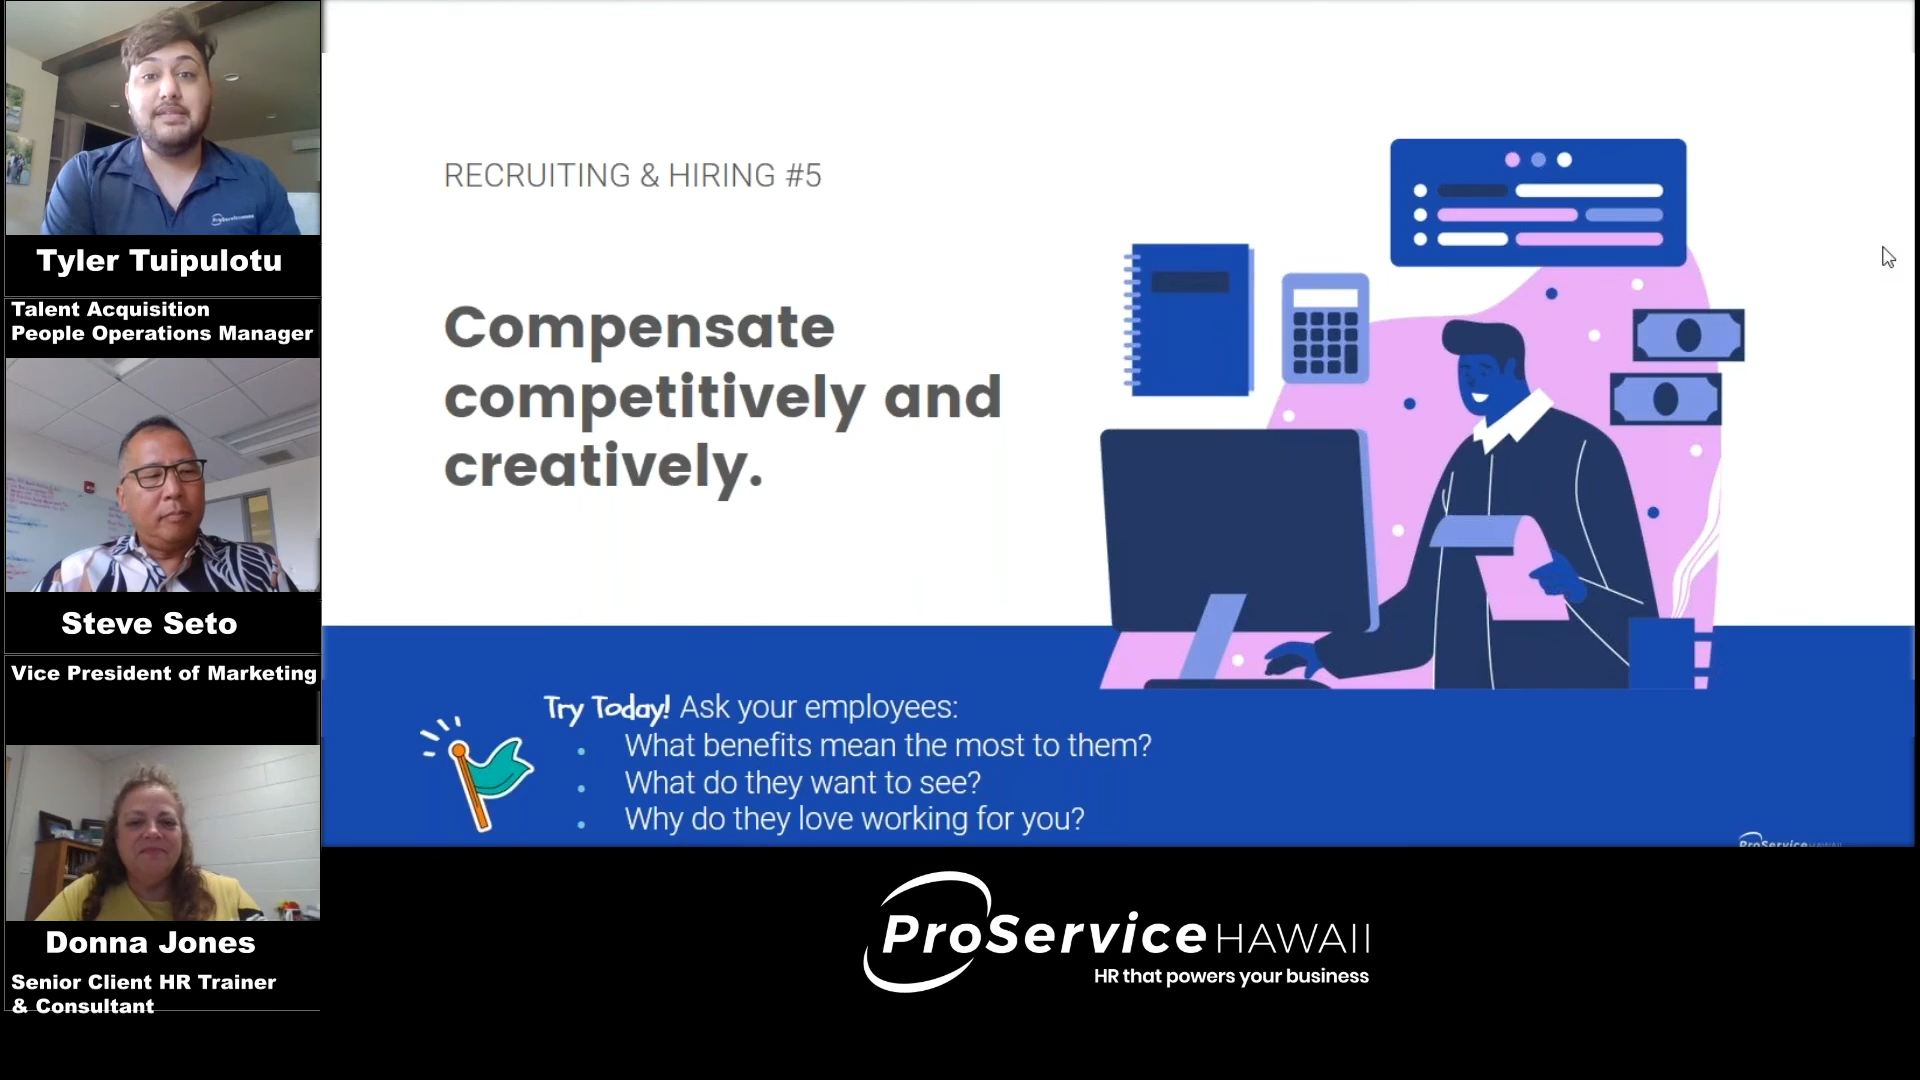 Tyler Tuipulotu
Talent Acquisition
People Operations Manager
Steve Seto
Vice President of Marketing
Donna Jones
Senior Client HR Trainer
& Consultant
RECRUITING & HIRING #5
Compensate
competitively and
creatively.
Try Today! Ask your employees:
• What benefits mean the most to them?
• What do they want to see?
• Why do they love working for you?
ProService HAWAII
ProService HAWAII
HR that powers your business